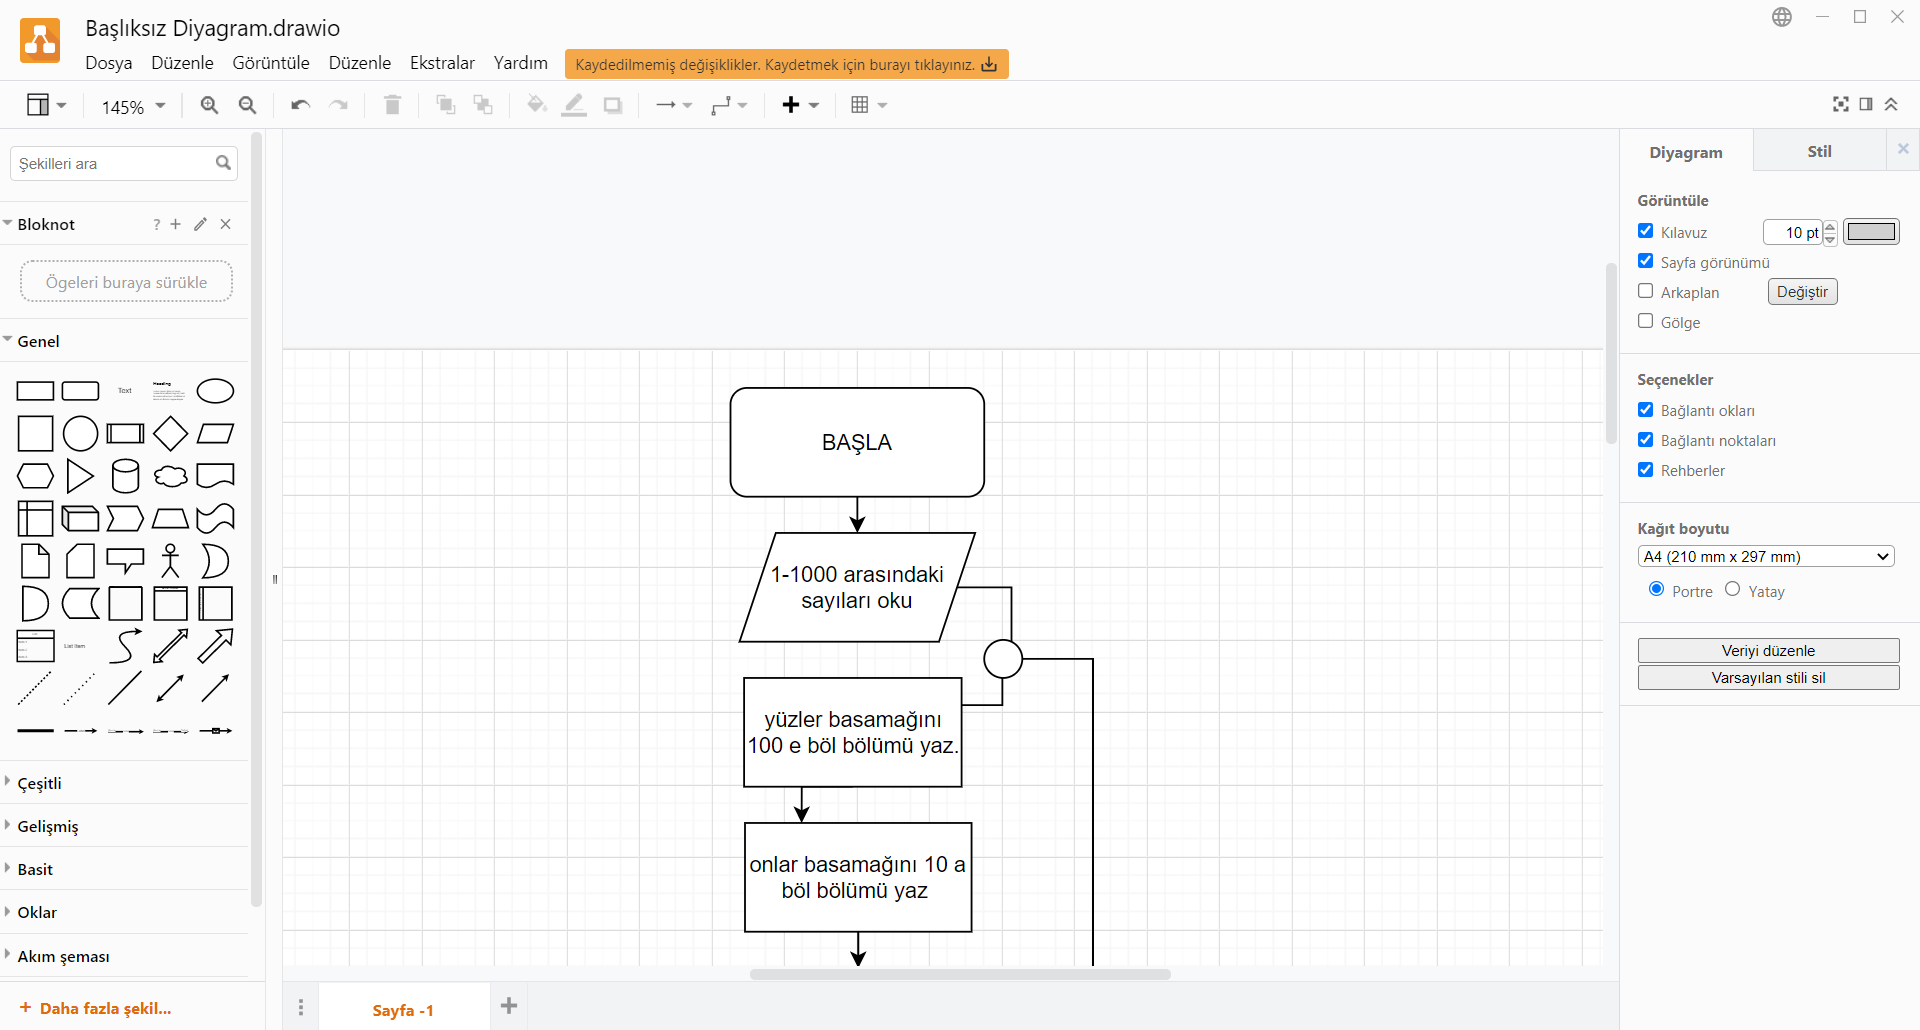 Başlıksız Diyagram.drawio
Dosya Düzenle Görüntüle Düzenle Ekstralar Yardım
Kaydedilmemiş değişiklikler. Kaydetmek için burayı tıklayınız.
145%
Şekilleri ara
Bloknot
?
Ögeleri buraya sürükle
Genel
Text
Heading
List Item
Çeşitli
Gelişmiş
Basit
Oklar
Akım şeması
+ Daha fazla şekil...
BAŞLA
1-1000 arasındaki
sayıları oku
yüzler basamağını
100 e böl bölümü yaz.
onlar basamağını 10 a
böl bölümü yaz
Sayfa -1
Diyagram
Stil
Görüntüle
Kılavuz
10 pt
Sayfa görünümü
Arkaplan
Değiştir
Gölge
Seçenekler
Bağlantı okları
Bağlantı noktaları
Rehberler
Kağıt boyutu
A4 (210 mm x 297 mm)
Portre Yatay
Veriyi düzenle
Varsayılan stili sil